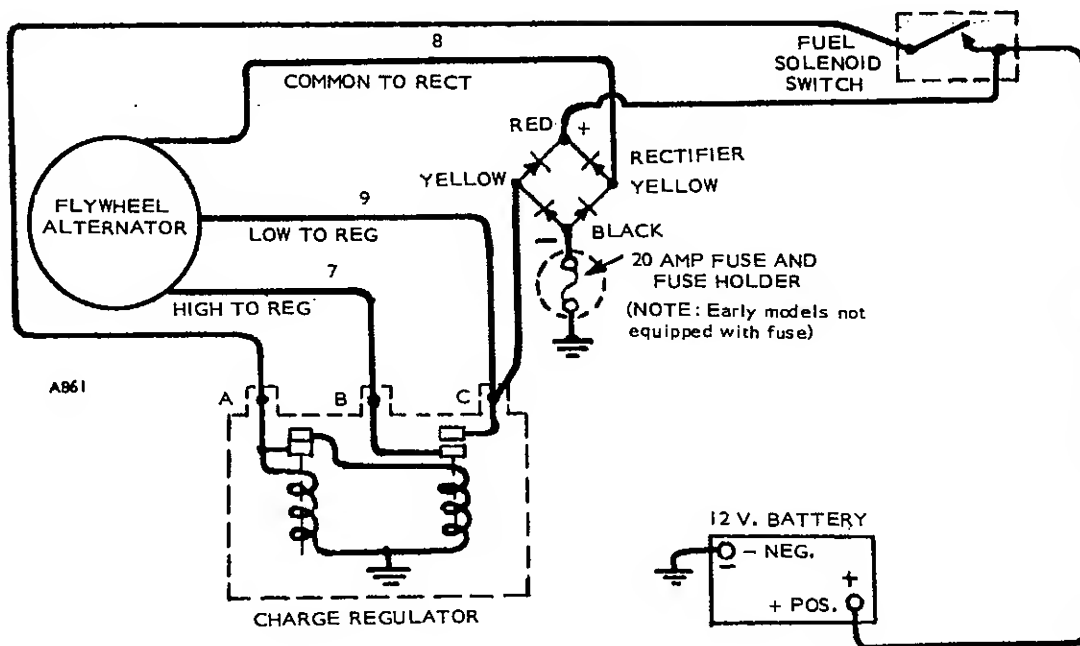 8
COMMON TO RECT
FUEL
SOLENOID
SWITCH
RED
+
RECTIFIER
YELLOW
YELLOW
FLYWHEEL
ALTERNATOR
9
LOW TO REG
BLACK
−
20 AMP FUSE AND
FUSE HOLDER
(NOTE: Early models not
equipped with fuse)
7
HIGH TO REG
A861
A
B
C
CHARGE REGULATOR
12 V. BATTERY
− NEG.
−
+
+ POS.